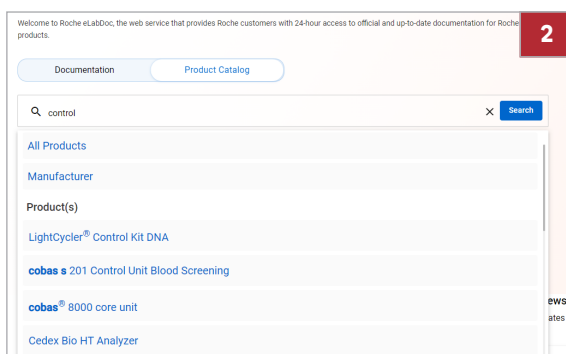 Welcome to Roche eLabDoc, the web service that provides Roche customers with 24-hour access to official and up-to-date documentation for Roche
products.
2
Documentation
Product Catalog
control
Search
All Products
Manufacturer
Product(s)
LightCycler® Control Kit DNA
cobas s 201 Control Unit Blood Screening
cobas® 8000 core unit
Cedex Bio HT Analyzer
ews
ates